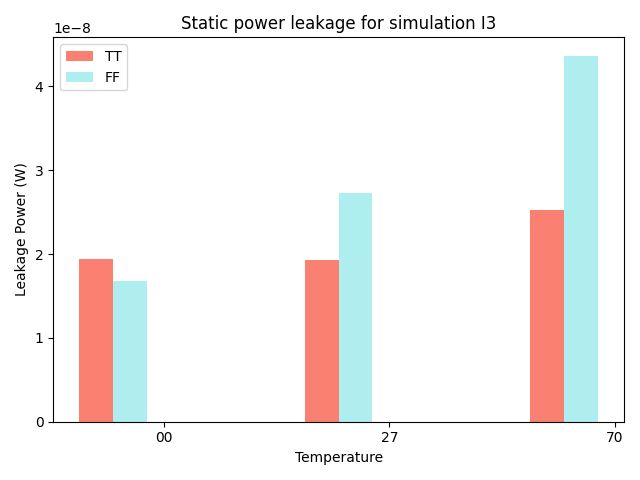 Static power leakage for simulation I3
1e−8
TT
FF
4
3
2
1
0
Leakage Power (W)
00
27
70
Temperature